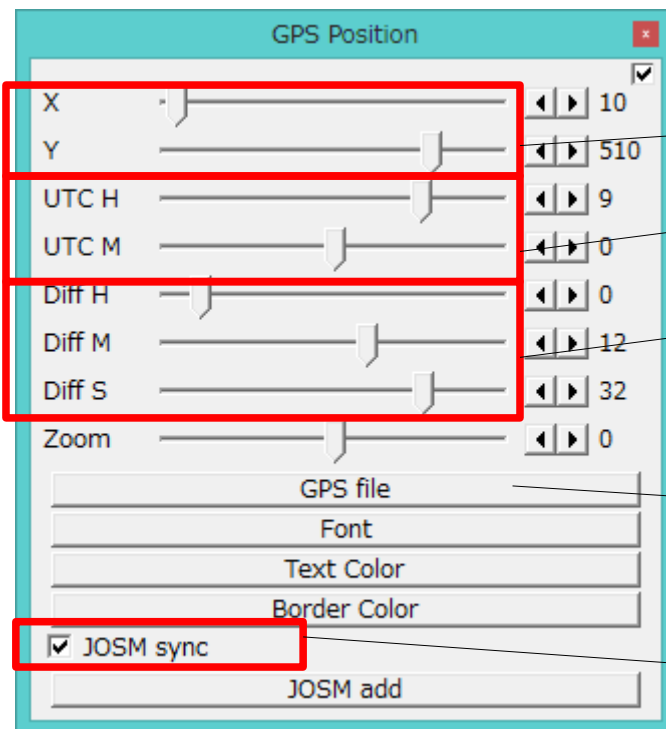 GPS Position
X 10
Y 510
UTC H 9
UTC M 0
Diff H 0
Diff M 12
Diff S 32
Zoom 0
GPS file
Font
Text Color
Border Color
JOSM sync
JOSM add